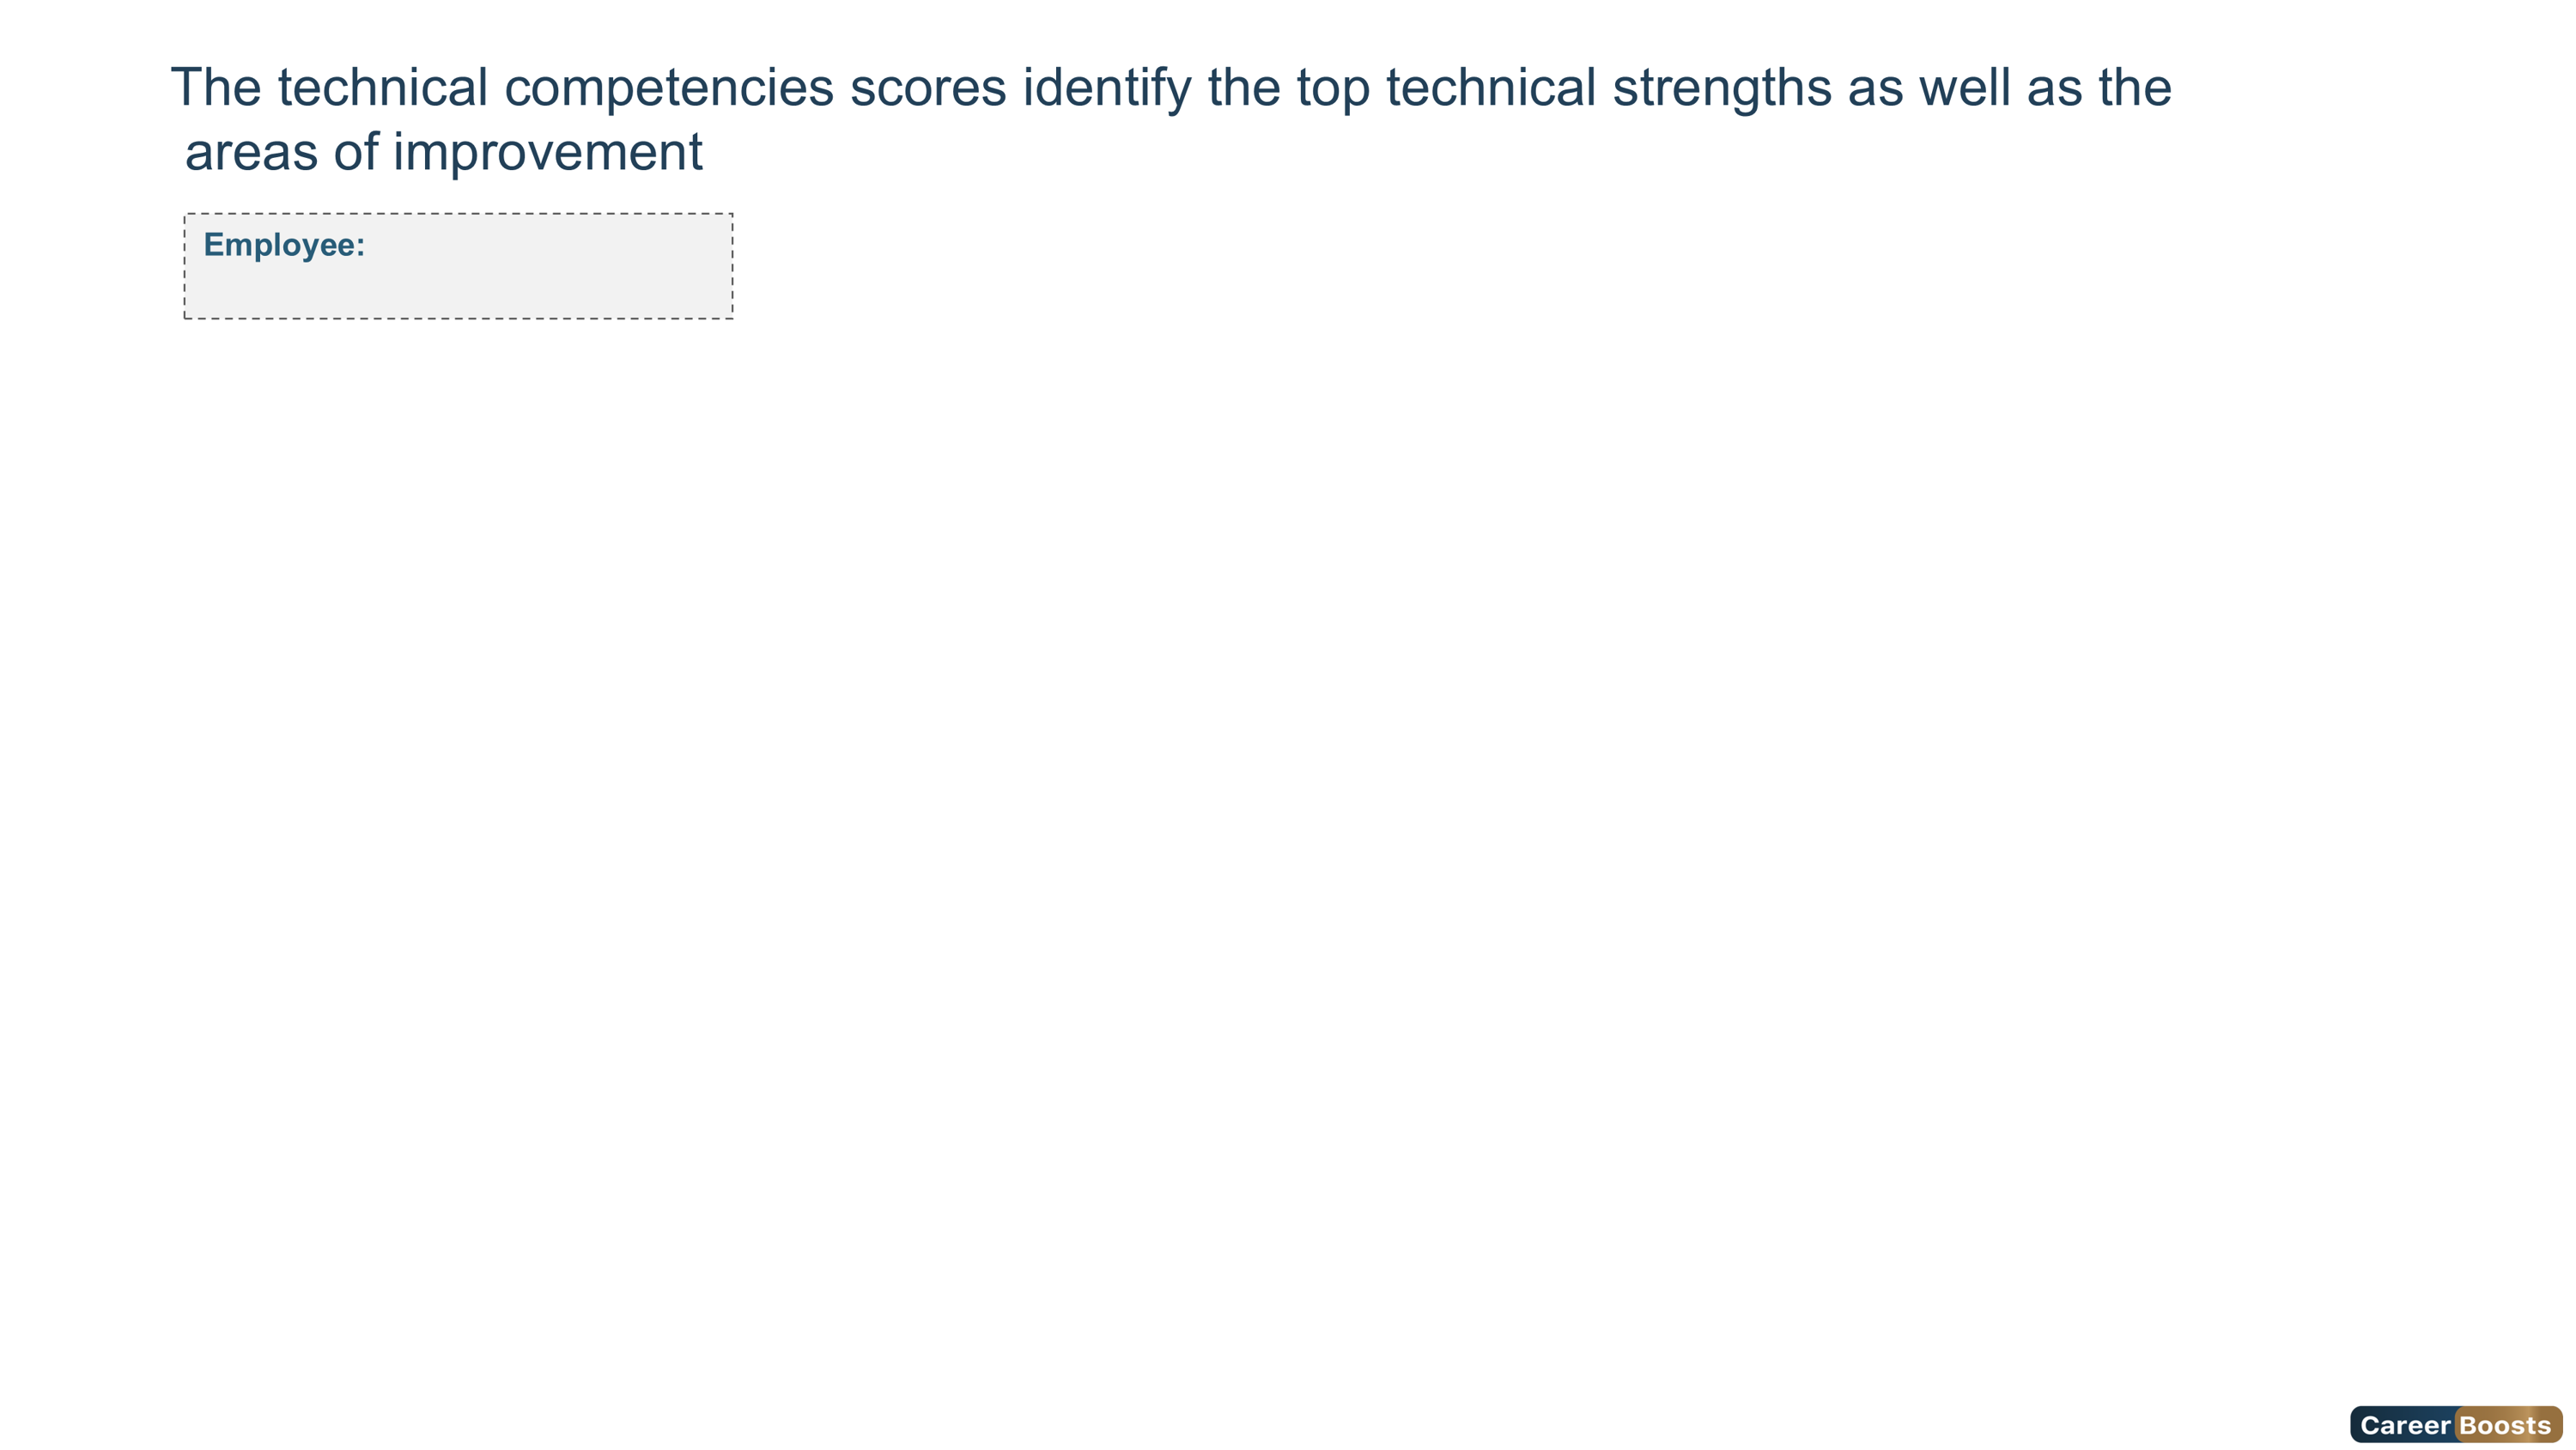 The technical competencies scores identify the top technical strengths as well as the
areas of improvement
Employee:
Career Boosts